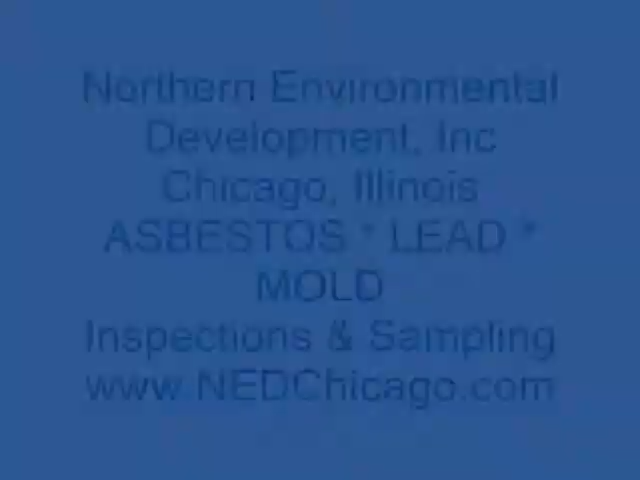 Northern Environmental
Development, Inc
Chicago, Illinois
ASBESTOS * LEAD *
MOLD
Inspections & Sampling
www.NEDChicago.com